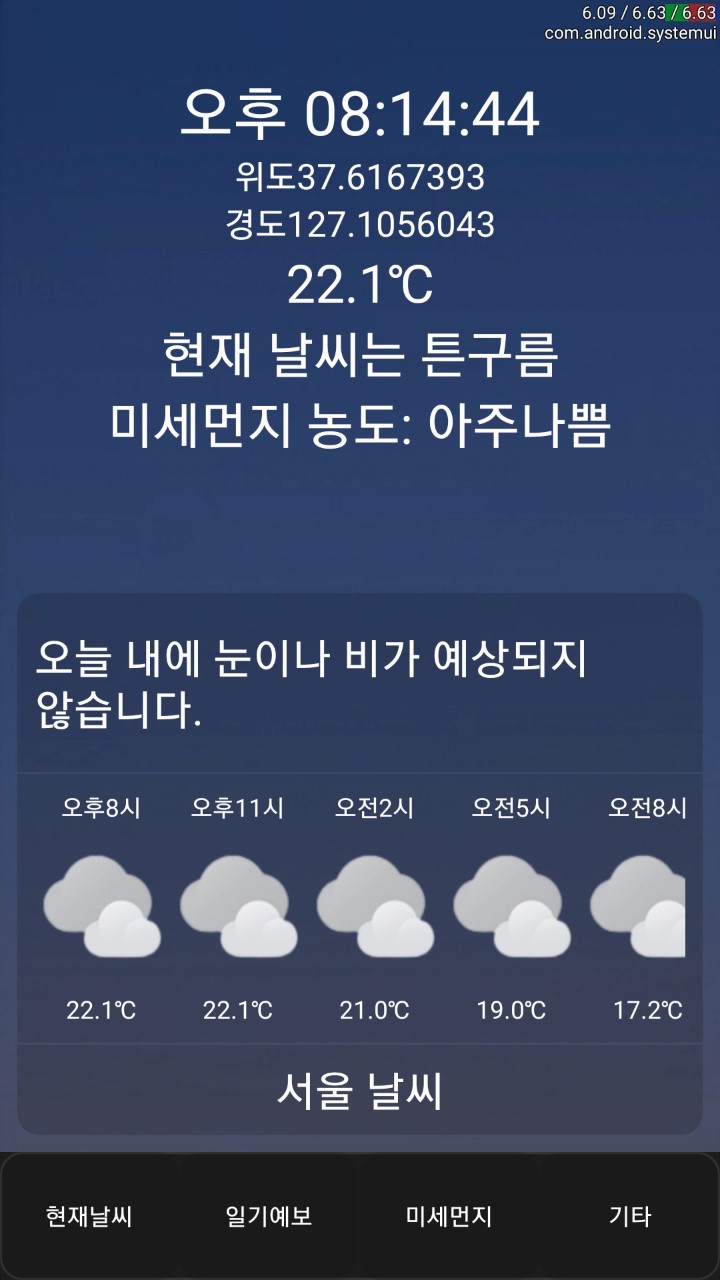 6.09 / 6.63 / 6.63
com.android.systemui
오후 08:14:44
위도37.6167393
경도127.1056043
22.1℃
현재 날씨는 튼구름
미세먼지 농도: 아주나쁨
오늘 내에 눈이나 비가 예상되지
않습니다.
오후8시 오후11시 오전2시 오전5시 오전8시
22.1℃ 22.1℃ 21.0℃ 19.0℃ 17.2℃
서울 날씨
현재날씨 일기예보 미세먼지 기타